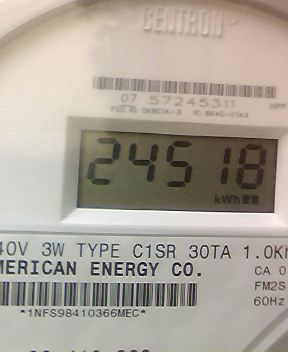 CENTRON®
07 57245311
24518
kWh
40V 3W TYPE C1SR 30TA 1.0Kh
MERICAN ENERGY CO.
CA 0
FM2S
60Hz
*1NFS98410366MEC*